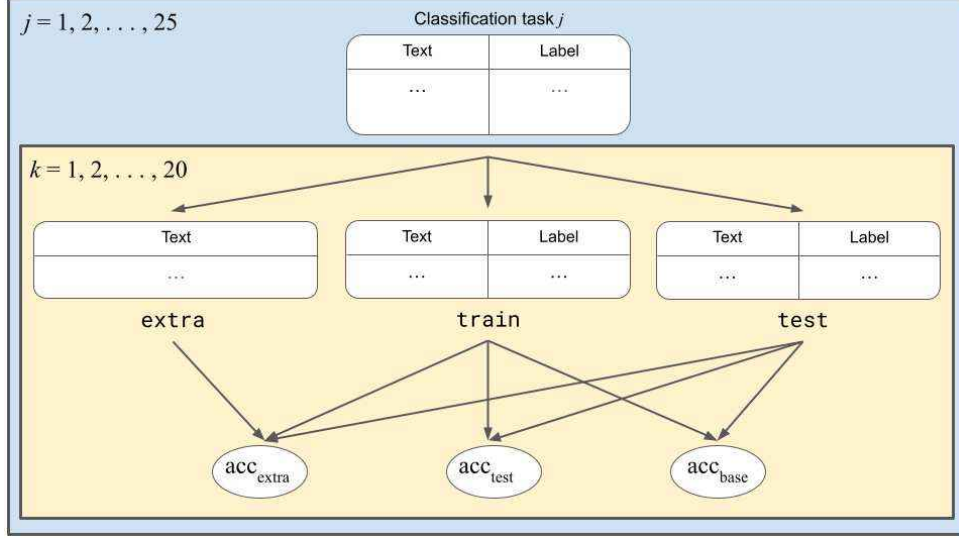 j = 1, 2, . . . , 25
Classification task j
Text Label
... ...
k = 1, 2, . . . , 20
Text Text Label Text Label
... ... ... ... ...
extra train test
acc_extra acc_test acc_base